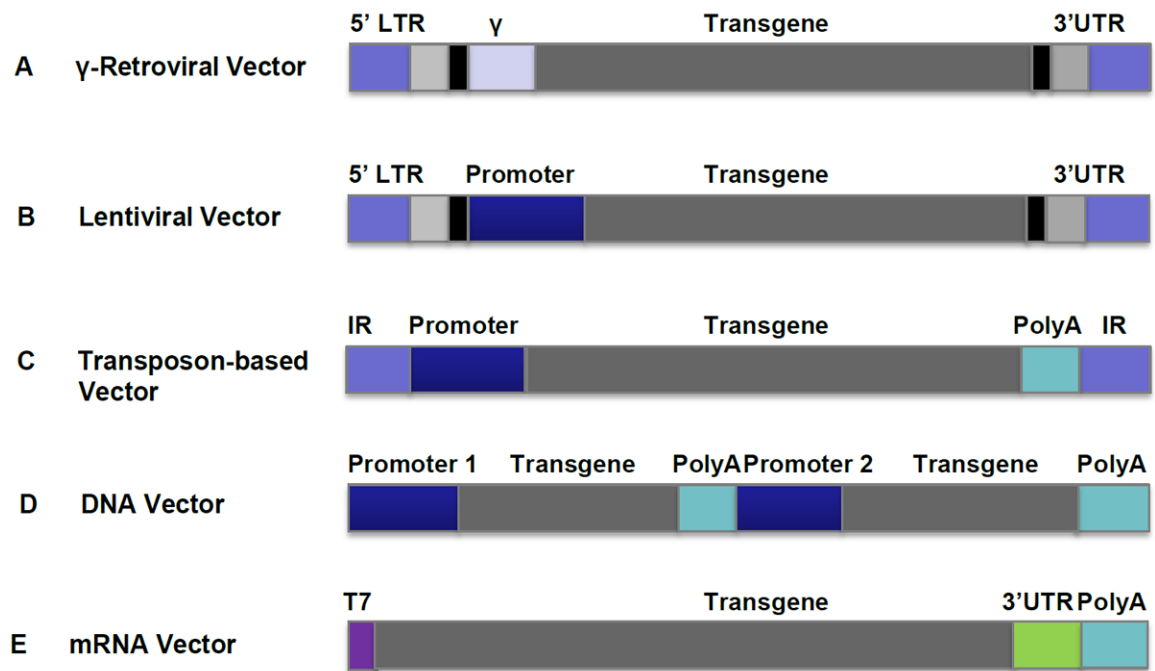 5' LTR γ Transgene 3'UTR
A γ-Retroviral Vector
5' LTR Promoter Transgene 3'UTR
B Lentiviral Vector
IR Promoter Transgene PolyA IR
C Transposon-based
Vector
Promoter 1 Transgene PolyA Promoter 2 Transgene PolyA
D DNA Vector
T7 Transgene 3'UTR PolyA
E mRNA Vector